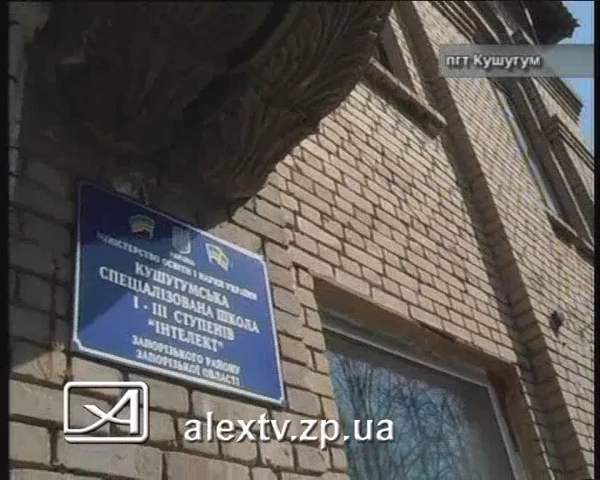 пгт Кушугум
УКРАЇНА
МІНІСТЕРСТВО ОСВІТИ І НАУКИ УКРАЇНИ
КУШУГУМСЬКА
СПЕЦІАЛІЗОВАНА ШКОЛА
І - ІІІ СТУПЕНІВ
"ІНТЕЛЕКТ"
ЗАПОРІЗЬКОГО РАЙОНУ
ЗАПОРІЗЬКОЇ ОБЛАСТІ
alextv.zp.ua